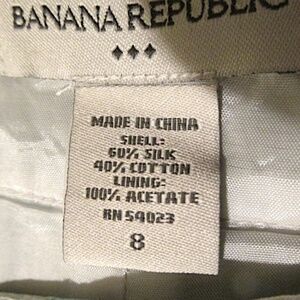 BANANA REPUBLIC
MADE IN CHINA
SHELL:
60% SILK
40% COTTON
LINING:
100% ACETATE
RN 54023
8